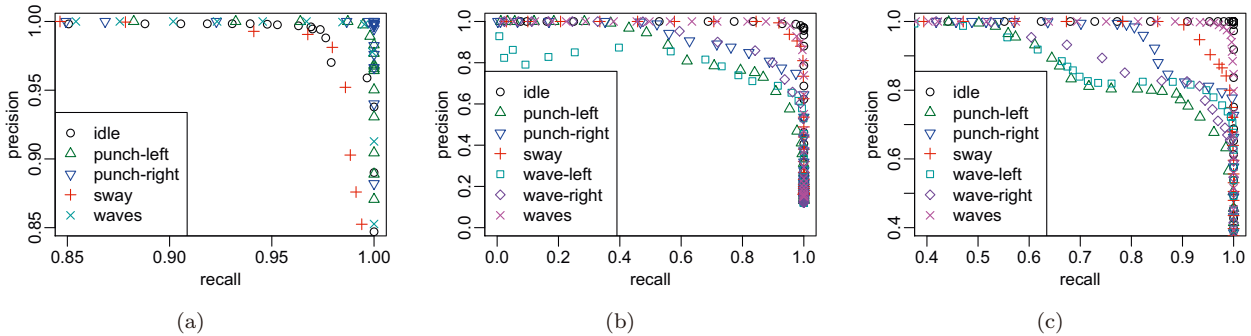 precision
1.00
0.95
0.90
0.85
idle
punch-left
punch-right
sway
waves
0.85 0.90 0.95 1.00
recall
(a)
precision
1.0
0.8
0.6
0.4
0.2
idle
punch-left
punch-right
sway
wave-left
wave-right
waves
0.0 0.2 0.4 0.6 0.8 1.0
recall
(b)
precision
1.0
0.8
0.6
0.4
idle
punch-left
punch-right
sway
wave-left
wave-right
waves
0.4 0.5 0.6 0.7 0.8 0.9 1.0
recall
(c)